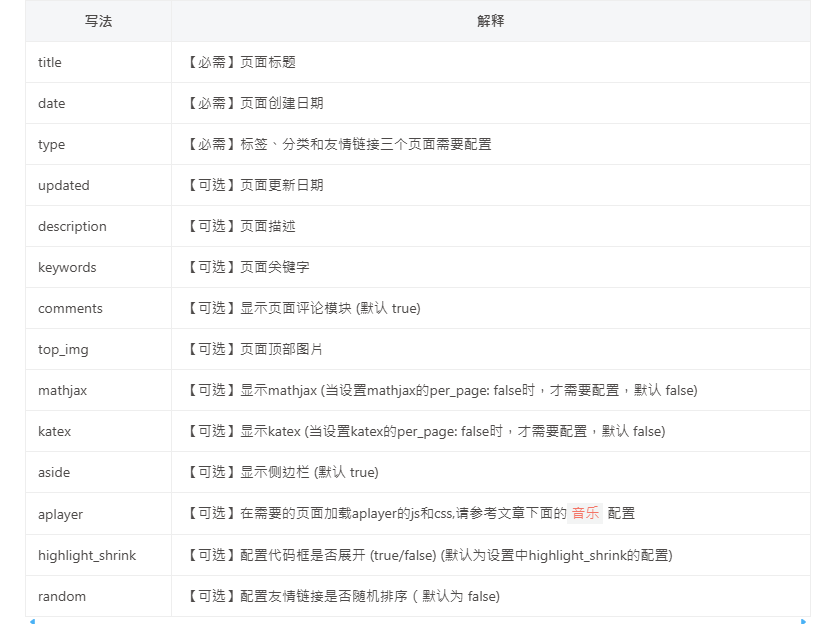 写法 解释
title 【必需】页面标题
date 【必需】页面创建日期
type 【必需】标签、分类和友情链接三个页面需要配置
updated 【可选】页面更新日期
description 【可选】页面描述
keywords 【可选】页面关键字
comments 【可选】显示页面评论模块 (默认 true)
top_img 【可选】页面顶部图片
mathjax 【可选】显示mathjax (当设置mathjax的per_page: false时，才需要配置，默认 false)
katex 【可选】显示katex (当设置katex的per_page: false时，才需要配置，默认 false)
aside 【可选】显示侧边栏 (默认 true)
aplayer 【可选】在需要的页面加载aplayer的js和css,请参考文章下面的 音乐 配置
highlight_shrink 【可选】配置代码框是否展开 (true/false) (默认为设置中highlight_shrink的配置)
random 【可选】配置友情链接是否随机排序（默认为 false)